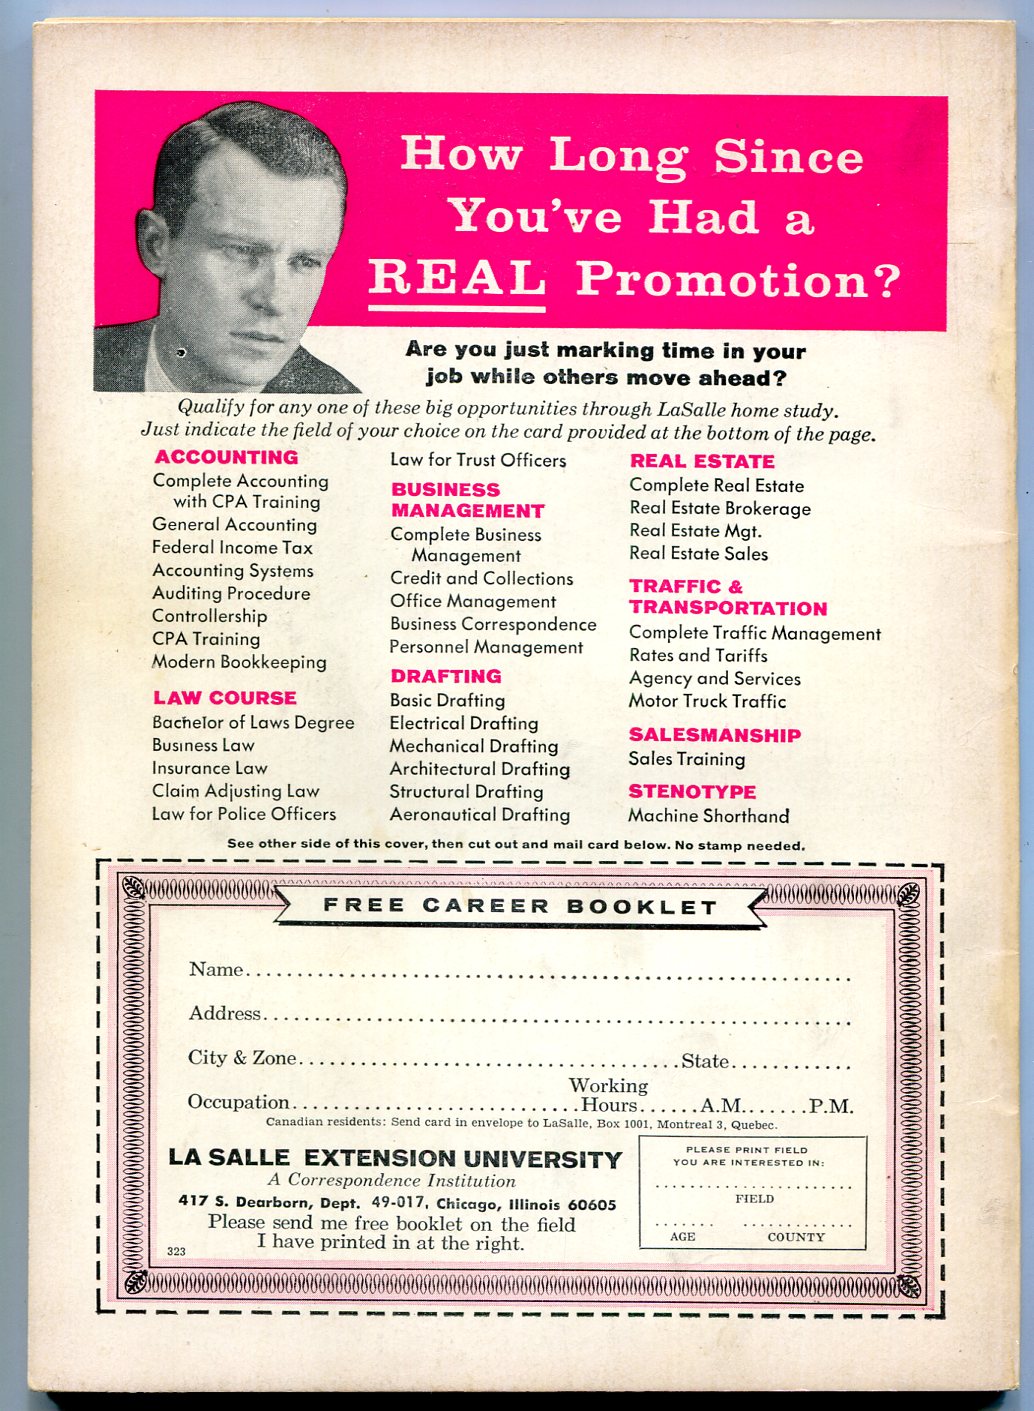 How Long Since
You've Had a
REAL Promotion?
Are you just marking time in your
job while others move ahead?
Qualify for any one of these big opportunities through LaSalle home study.
Just indicate the field of your choice on the card provided at the bottom of the page.
ACCOUNTING
Complete Accounting
with CPA Training
General Accounting
Federal Income Tax
Accounting Systems
Auditing Procedure
Controllership
CPA Training
Modern Bookkeeping
LAW COURSE
Bachelor of Laws Degree
Business Law
Insurance Law
Claim Adjusting Law
Law for Police Officers
Law for Trust Officers
BUSINESS
MANAGEMENT
Complete Business
Management
Credit and Collections
Office Management
Business Correspondence
Personnel Management
DRAFTING
Basic Drafting
Electrical Drafting
Mechanical Drafting
Architectural Drafting
Structural Drafting
Aeronautical Drafting
REAL ESTATE
Complete Real Estate
Real Estate Brokerage
Real Estate Mgt.
Real Estate Sales
TRAFFIC &
TRANSPORTATION
Complete Traffic Management
Rates and Tariffs
Agency and Services
Motor Truck Traffic
SALESMANSHIP
Sales Training
STENOTYPE
Machine Shorthand
See other side of this cover, then cut out and mail card below. No stamp needed.
FREE CAREER BOOKLET
Name
Address
City & Zone State
Working
Occupation Hours A.M. P.M.
Canadian residents: Send card in envelope to LaSalle, Box 1001, Montreal 3, Quebec.
LA SALLE EXTENSION UNIVERSITY
A Correspondence Institution
417 S. Dearborn, Dept. 49-017, Chicago, Illinois 60605
Please send me free booklet on the field
I have printed in at the right.
323
PLEASE PRINT FIELD
YOU ARE INTERESTED IN:
FIELD
AGE COUNTY